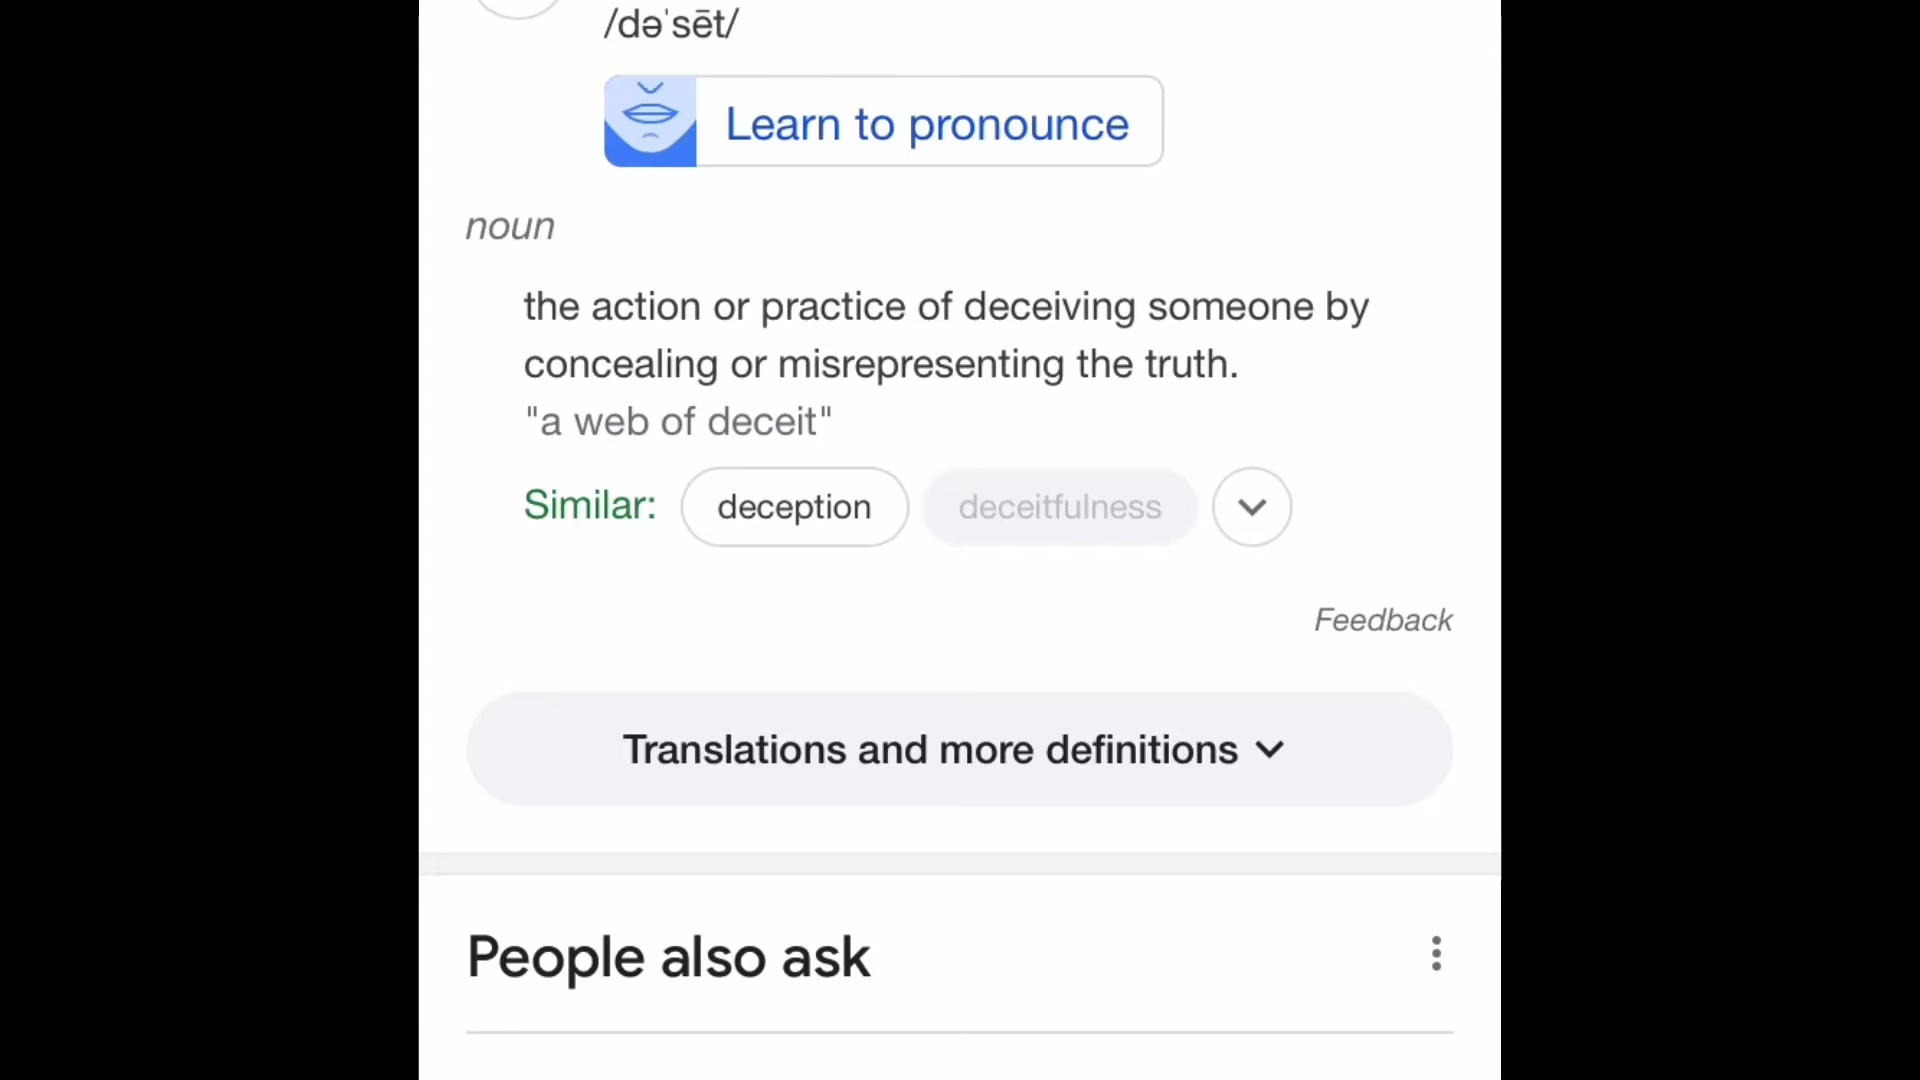 /dəˈsēt/
Learn to pronounce
noun
the action or practice of deceiving someone by
concealing or misrepresenting the truth.
"a web of deceit"
Similar: deception deceitfulness
Feedback
Translations and more definitions
People also ask